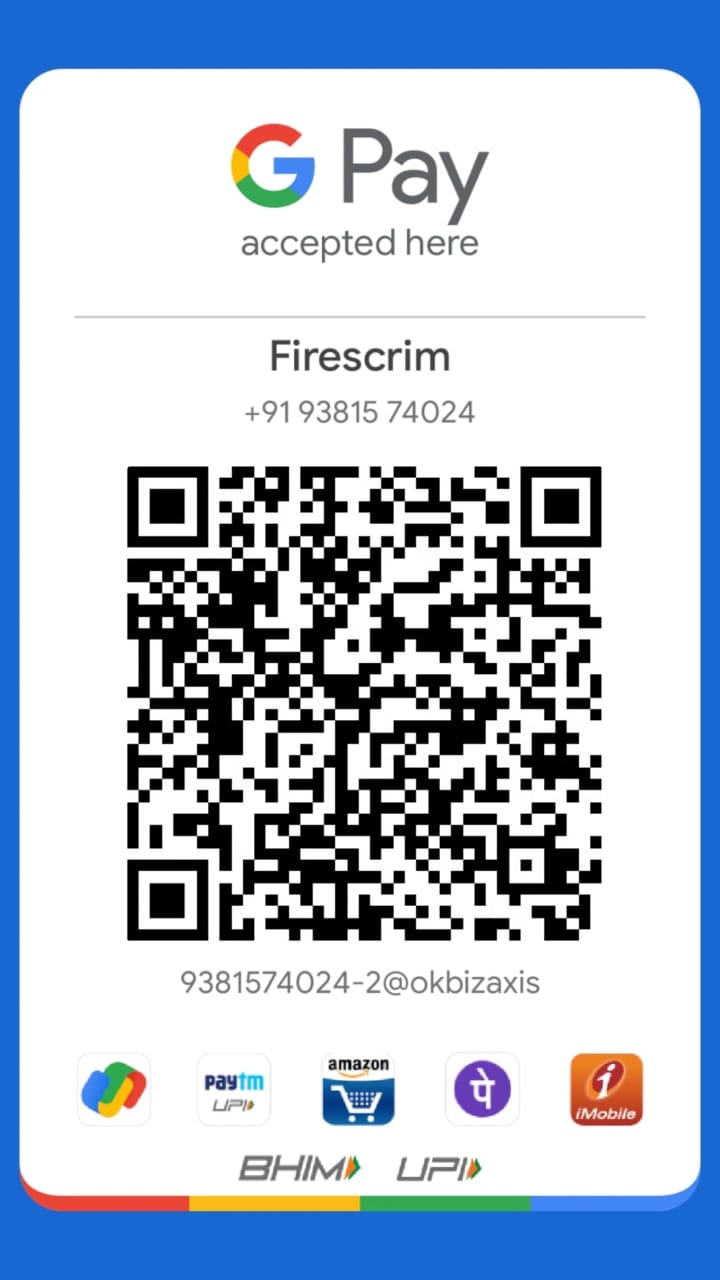 G Pay
accepted here
Firescrim
+91 93815 74024
9381574024-2@okbizaxis
paytm
UPI
amazon
पे
i
iMobile
BHIM UPI